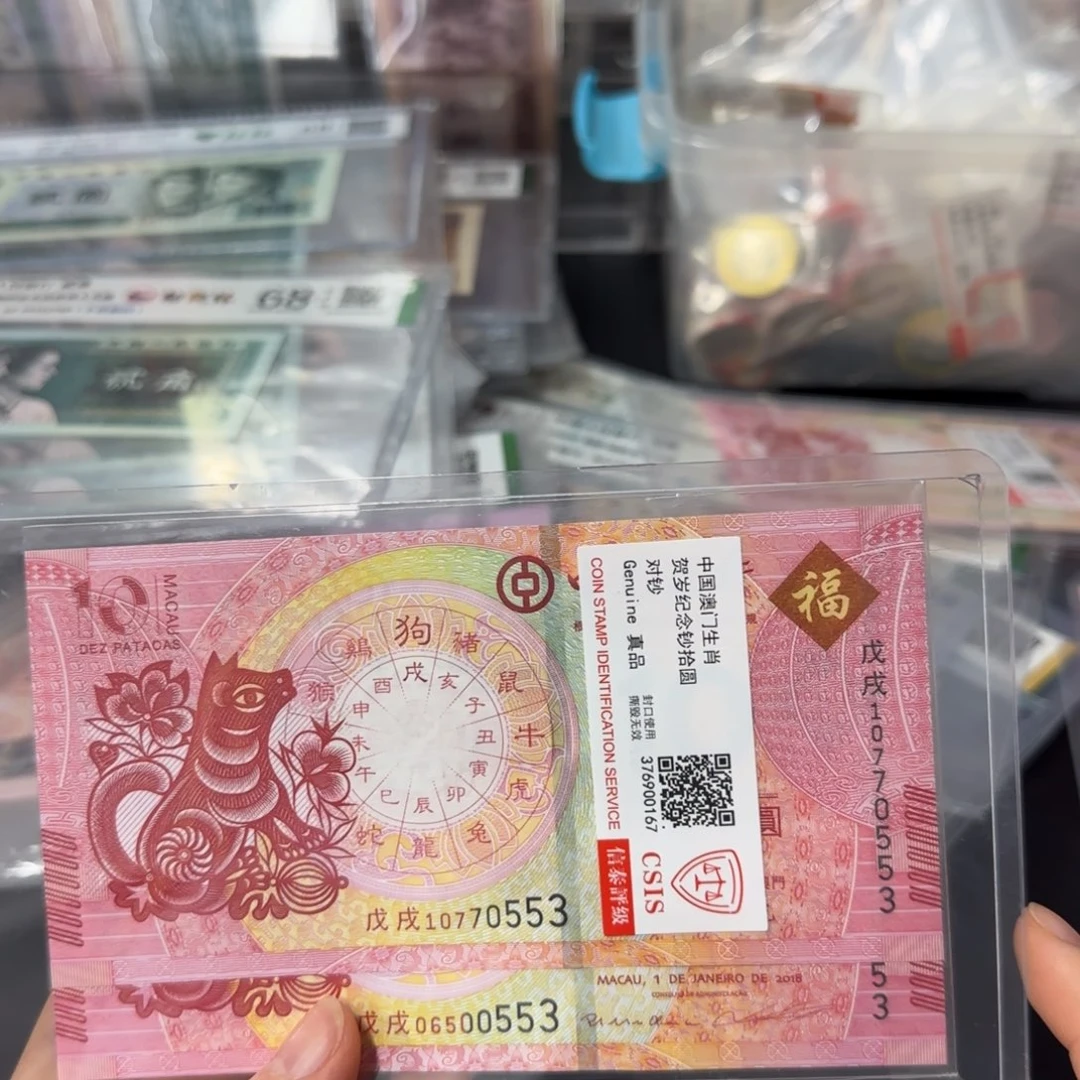 68
贰角
10
MACAU
DEZ PATACAS
狗
豬
鼠
牛
虎
兔
龍
蛇
猴
鷄
戌
亥
子
丑
寅
卯
辰
巳
午
未
申
酉
戊戌10770553
中国澳门生肖
贺岁纪念钞拾圆
对钞
Genuine 真品
封口使用
撕毁无效
37690167
COIN STAMP IDENTIFICATION SERVICE
CSIS
信泰評级
福
戊戌10770553
MACAU, 1 DE JANEIRO DE 2018
戊戌06500553
53